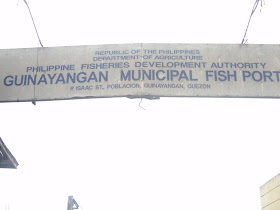 REPUBLIC OF THE PHILIPPINES
DEPARTMENT OF AGRICULTURE
PHILIPPINE FISHERIES DEVELOPMENT AUTHORITY
GUINAYANGAN MUNICIPAL FISH PORT
ISAAC ST., POBLACION, GUINAYANGAN, QUEZON